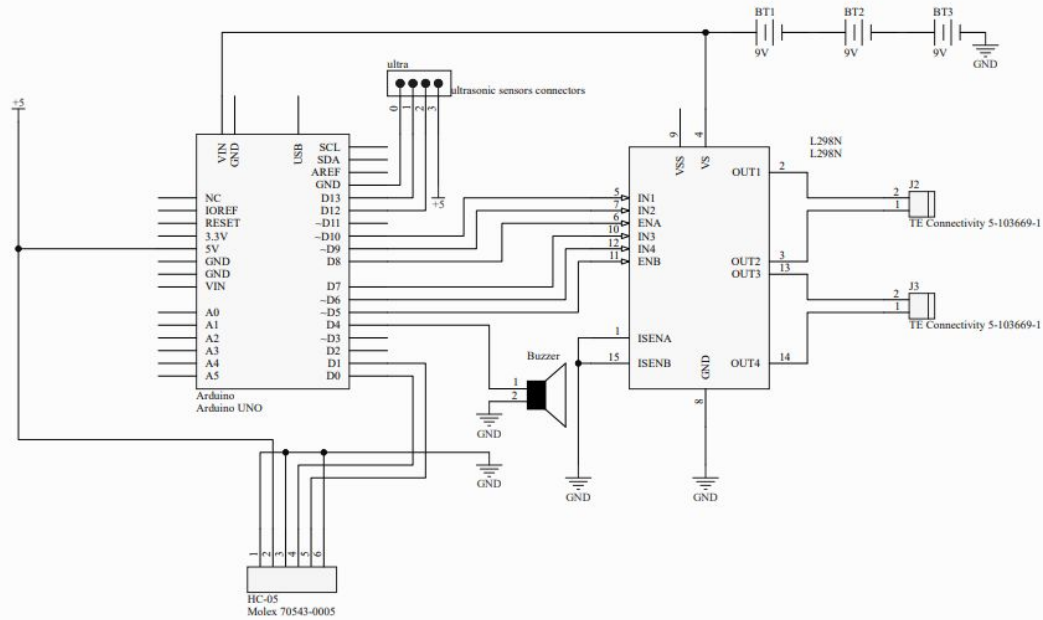 BT1 BT2 BT3
9V 9V 9V
GND
ultra
ultrasonic sensors connectors
0 1 2 3
+5
+5
VIN GND USB
SCL
SDA
AREF
GND
NC D13
IOREF D12
RESET ~D11
3.3V ~D10
5V ~D9
GND D8
GND
VIN D7
~D6
A0 ~D5
A1 D4
A2 ~D3
A3 D2
A4 D1
A5 D0
Arduino
Arduino UNO
9 4
VSS VS
L298N
L298N
OUT1 2
5 IN1
7 IN2
6 ENA
10 IN3
12 IN4
11 ENB
OUT2 3
OUT3 13
1 ISENA
15 ISENB
OUT4 14
GND
8
GND
GND
J2
2
1
TE Connectivity 5-103669-1
J3
2
1
TE Connectivity 5-103669-1
Buzzer
1
2
GND
GND
1 2 3 4 5 6
HC-05
Molex 70543-0005